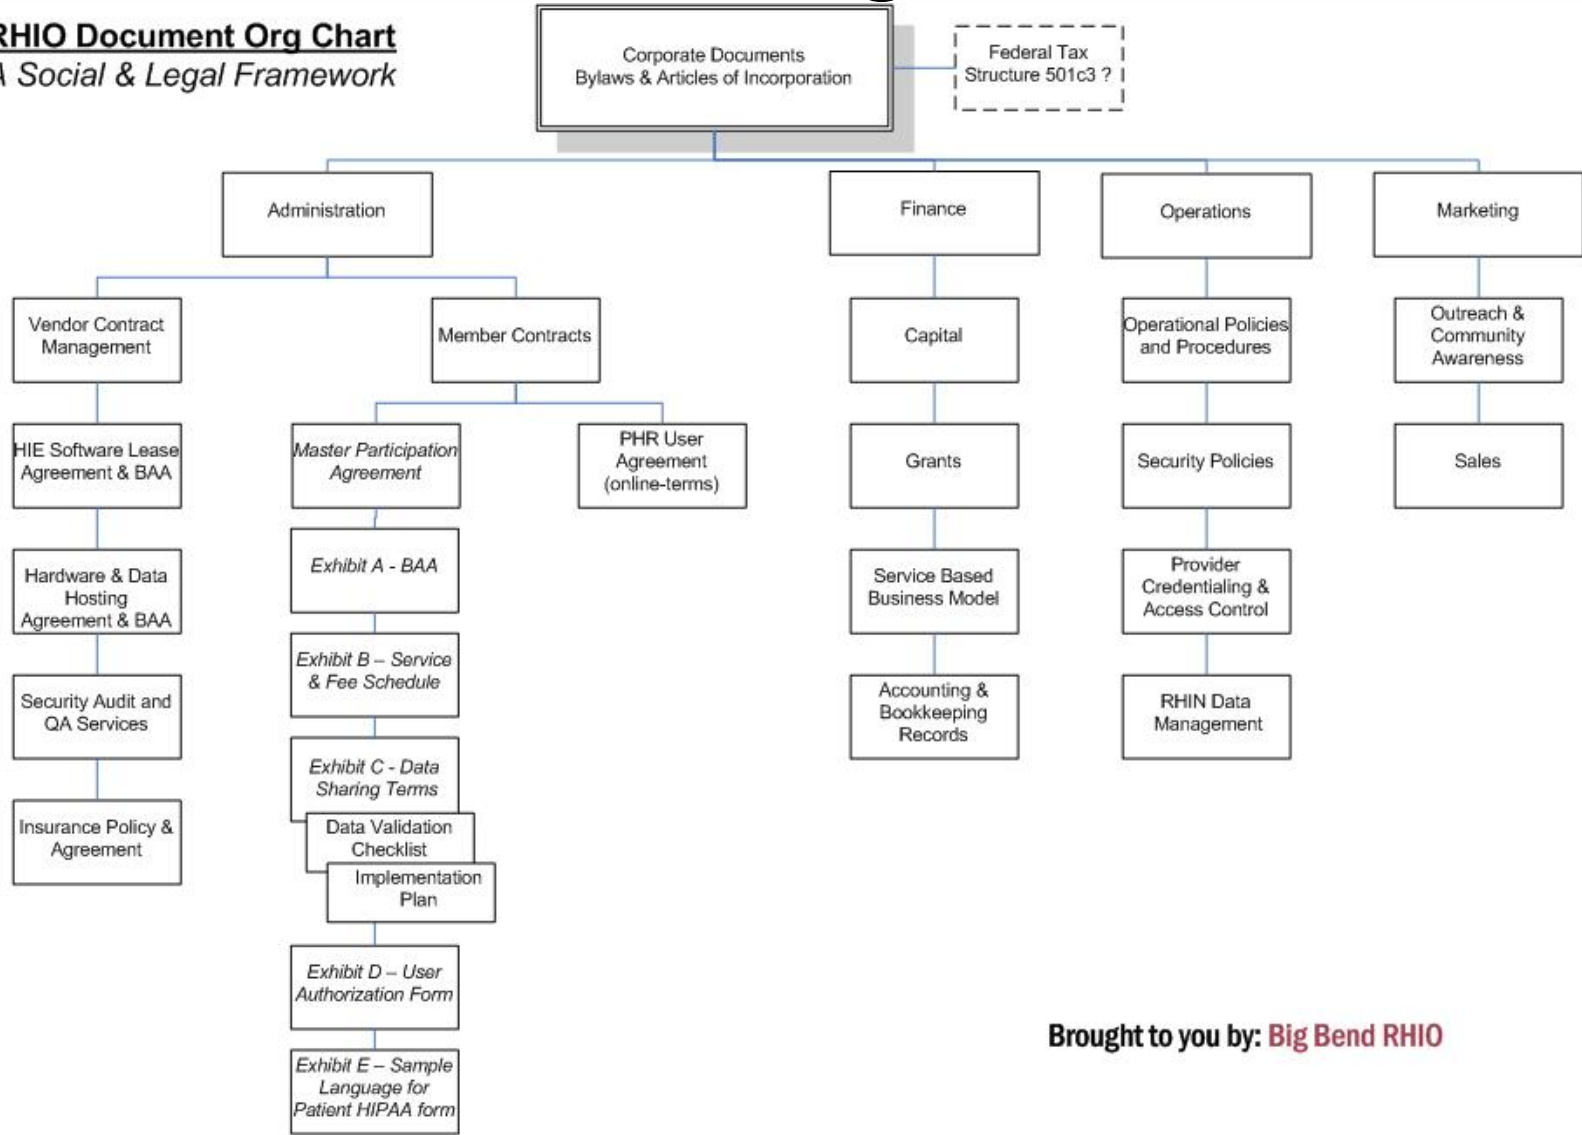 RHIO Document Org Chart
A Social & Legal Framework
Corporate Documents
Bylaws & Articles of Incorporation
Federal Tax
Structure 501c3 ?
Administration
Finance
Operations
Marketing
Vendor Contract
Management
Member Contracts
Capital
Operational Policies
and Procedures
Outreach &
Community
Awareness
HIE Software Lease
Agreement & BAA
Master Participation
Agreement
PHR User
Agreement
(online-terms)
Grants
Security Policies
Sales
Hardware & Data
Hosting
Agreement & BAA
Exhibit A - BAA
Service Based
Business Model
Provider
Credentialing &
Access Control
Exhibit B – Service
& Fee Schedule
Security Audit and
QA Services
Accounting &
Bookkeeping
Records
RHIN Data
Management
Exhibit C - Data
Sharing Terms
Data Validation
Checklist
Implementation
Plan
Insurance Policy &
Agreement
Exhibit D – User
Authorization Form
Exhibit E – Sample
Language for
Patient HIPAA form
Brought to you by: Big Bend RHIO